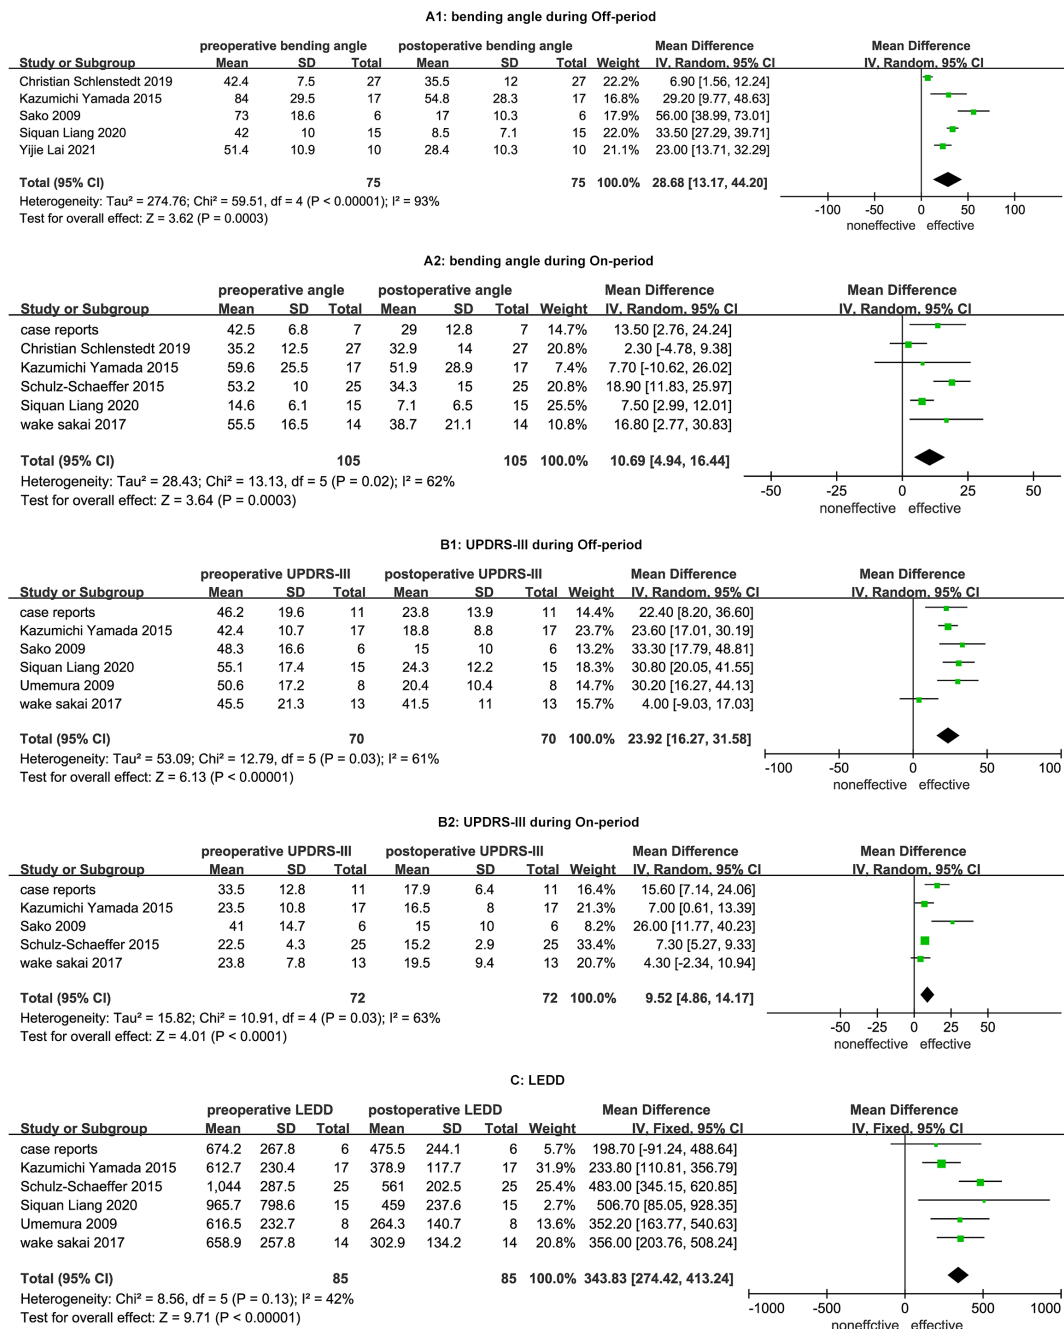 A1: bending angle during Off-period
preoperative bending angle postoperative bending angle Mean Difference Mean Difference
Study or Subgroup Mean SD Total Mean SD Total Weight IV, Random, 95% CI IV, Random, 95% CI
Christian Schlenstedt 2019 42.4 7.5 27 35.5 12 27 22.2% 6.90 [1.56, 12.24]
Kazumichi Yamada 2015 84 29.5 17 54.8 28.3 17 16.8% 29.20 [9.77, 48.63]
Sako 2009 73 18.6 6 17 10.3 6 17.9% 56.00 [38.99, 73.01]
Siquan Liang 2020 42 10 15 8.5 7.1 15 22.0% 33.50 [27.29, 39.71]
Yijie Lai 2021 51.4 10.9 10 28.4 10.3 10 21.1% 23.00 [13.71, 32.29]
Total (95% CI) 75 75 100.0% 28.68 [13.17, 44.20]
Heterogeneity: Tau² = 274.76; Chi² = 59.51, df = 4 (P < 0.00001); I² = 93%
Test for overall effect: Z = 3.62 (P = 0.0003)
-100 -50 0 50 100
noneffective effective
A2: bending angle during On-period
preoperative angle postoperative angle Mean Difference Mean Difference
Study or Subgroup Mean SD Total Mean SD Total Weight IV, Random, 95% CI IV, Random, 95% CI
case reports 42.5 6.8 7 29 12.8 7 14.7% 13.50 [2.76, 24.24]
Christian Schlenstedt 2019 35.2 12.5 27 32.9 14 27 20.8% 2.30 [-4.78, 9.38]
Kazumichi Yamada 2015 59.6 25.5 17 51.9 28.9 17 7.4% 7.70 [-10.62, 26.02]
Schulz-Schaeffer 2015 53.2 10 25 34.3 15 25 20.8% 18.90 [11.83, 25.97]
Siquan Liang 2020 14.6 6.1 15 7.1 6.5 15 25.5% 7.50 [2.99, 12.01]
wake sakai 2017 55.5 16.5 14 38.7 21.1 14 10.8% 16.80 [2.77, 30.83]
Total (95% CI) 105 105 100.0% 10.69 [4.94, 16.44]
Heterogeneity: Tau² = 28.43; Chi² = 13.13, df = 5 (P = 0.02); I² = 62%
Test for overall effect: Z = 3.64 (P = 0.0003)
-50 -25 0 25 50
noneffective effective
B1: UPDRS-III during Off-period
preoperative UPDRS-III postoperative UPDRS-III Mean Difference Mean Difference
Study or Subgroup Mean SD Total Mean SD Total Weight IV, Random, 95% CI IV, Random, 95% CI
case reports 46.2 19.6 11 23.8 13.9 11 14.4% 22.40 [8.20, 36.60]
Kazumichi Yamada 2015 42.4 10.7 17 18.8 8.8 17 23.7% 23.60 [17.01, 30.19]
Sako 2009 48.3 16.6 6 15 10 6 13.2% 33.30 [17.79, 48.81]
Siquan Liang 2020 55.1 17.4 15 24.3 12.2 15 18.3% 30.80 [20.05, 41.55]
Umemura 2009 50.6 17.2 8 20.4 10.4 8 14.7% 30.20 [16.27, 44.13]
wake sakai 2017 45.5 21.3 13 41.5 11 13 15.7% 4.00 [-9.03, 17.03]
Total (95% CI) 70 70 100.0% 23.92 [16.27, 31.58]
Heterogeneity: Tau² = 53.09; Chi² = 12.79, df = 5 (P = 0.03); I² = 61%
Test for overall effect: Z = 6.13 (P < 0.00001)
-100 -50 0 50 100
noneffective effective
B2: UPDRS-III during On-period
preoperative UPDRS-III postoperative UPDRS-III Mean Difference Mean Difference
Study or Subgroup Mean SD Total Mean SD Total Weight IV, Random, 95% CI IV, Random, 95% CI
case reports 33.5 12.8 11 17.9 6.4 11 16.4% 15.60 [7.14, 24.06]
Kazumichi Yamada 2015 23.5 10.8 17 16.5 8 17 21.3% 7.00 [0.61, 13.39]
Sako 2009 41 14.7 6 15 10 6 8.2% 26.00 [11.77, 40.23]
Schulz-Schaeffer 2015 22.5 4.3 25 15.2 2.9 25 33.4% 7.30 [5.27, 9.33]
wake sakai 2017 23.8 7.8 13 19.5 9.4 13 20.7% 4.30 [-2.34, 10.94]
Total (95% CI) 72 72 100.0% 9.52 [4.86, 14.17]
Heterogeneity: Tau² = 15.82; Chi² = 10.91, df = 4 (P = 0.03); I² = 63%
Test for overall effect: Z = 4.01 (P < 0.0001)
-50 -25 0 25 50
noneffective effective
C: LEDD
preoperative LEDD postoperative LEDD Mean Difference Mean Difference
Study or Subgroup Mean SD Total Mean SD Total Weight IV, Fixed, 95% CI IV, Fixed, 95% CI
case reports 674.2 267.8 6 475.5 244.1 6 5.7% 198.70 [-91.24, 488.64]
Kazumichi Yamada 2015 612.7 230.4 17 378.9 117.7 17 31.9% 233.80 [110.81, 356.79]
Schulz-Schaeffer 2015 1,044 287.5 25 561 202.5 25 25.4% 483.00 [345.15, 620.85]
Siquan Liang 2020 965.7 798.6 15 459 237.6 15 2.7% 506.70 [85.05, 928.35]
Umemura 2009 616.5 232.7 8 264.3 140.7 8 13.6% 352.20 [163.77, 540.63]
wake sakai 2017 658.9 257.8 14 302.9 134.2 14 20.8% 356.00 [203.76, 508.24]
Total (95% CI) 85 85 100.0% 343.83 [274.42, 413.24]
Heterogeneity: Chi² = 8.56, df = 5 (P = 0.13); I² = 42%
Test for overall effect: Z = 9.71 (P < 0.00001)
-1000 -500 0 500 1000
noneffctive effective